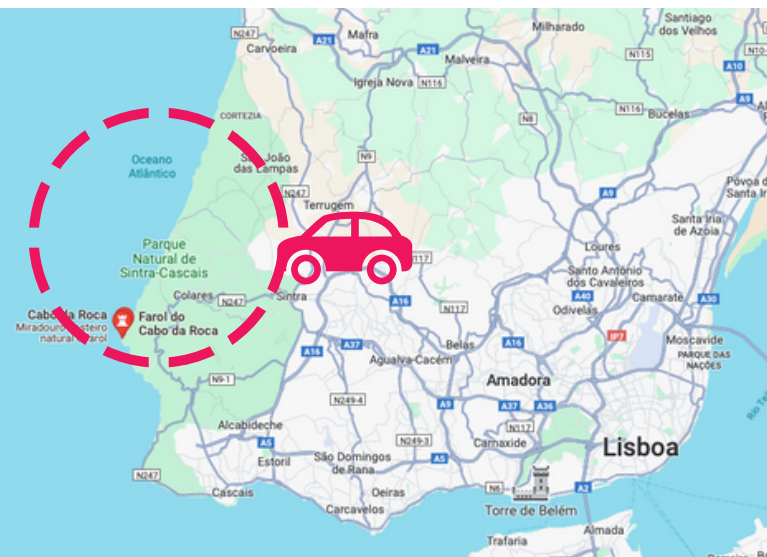 Santiago
dos Velhos
N247
Mafra
Milharado
A21
Carvoeira
A21
N115
Malveira
A10
Igreja Nova
N116
A9
CORTEZIA
N8
N116
Bucelas
Oceano
Atlântico
São João
das Lampas
N9
N247
A9
Terrugem
Santa Iria
de Azoia
Parque
Natural de
Sintra-Cascais
Loures
Santo António
dos Cavaleiros
Colares
N247
Sintra
A16
A40
Camarate
A30
N117
Odivelas
Cabo da Roca
Miradouro costeiro
natural e farol
Farol do
Cabo da Roca
IP7
Moscavide
A16
A37
Belas
A16
PARQUE DAS
NAÇÕES
Agualva-Cacém
N9-1
Amadora
N249-4
A9
A37
A36
Alcabideche
N117
Lisboa
A5
N249-3
Carnaxide
Estoril
São Domingos
de Rana
A5
N247
Cascais
Oeiras
N6
A2
Carcavelos
Torre de Belém
Almada
Trafaria